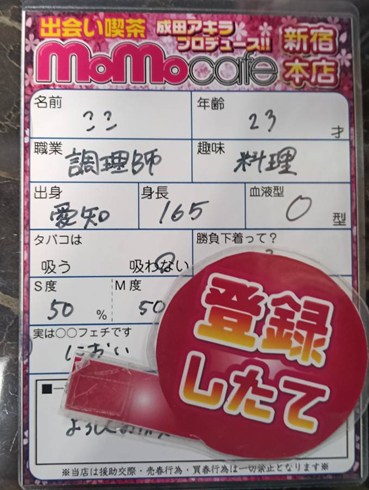 出会い喫茶 成田アキラ プロデュース!! 新宿本店
MoMocafe
名前 ココ 年齢 23 才
職業 調理師 趣味 料理
出身 愛知 身長 165 血液型 O 型
タバコは 勝負下着って?
吸う 吸わない
S度 M度
50 % 50
実は○○フェチです
におい
登録
したて
※当店は援助交際・売春行為・買春行為は一切禁止となります※